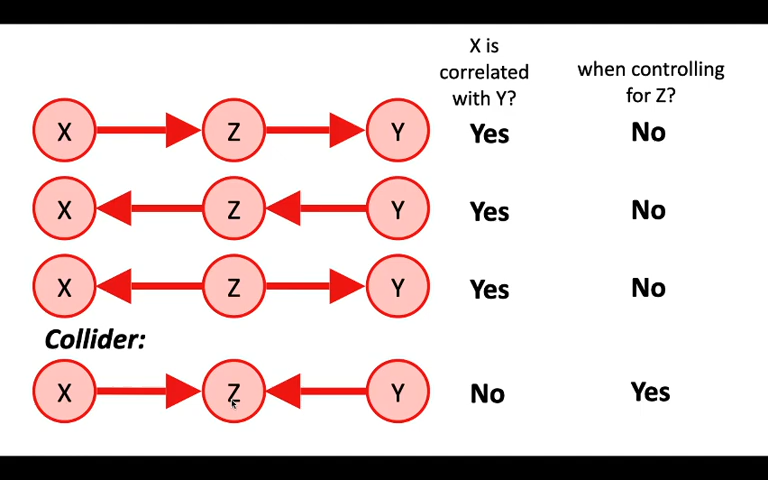 X is
correlated
with Y?
when controlling
for Z?
X Z Y Yes No
X Z Y Yes No
X Z Y Yes No
Collider:
X Z Y No Yes